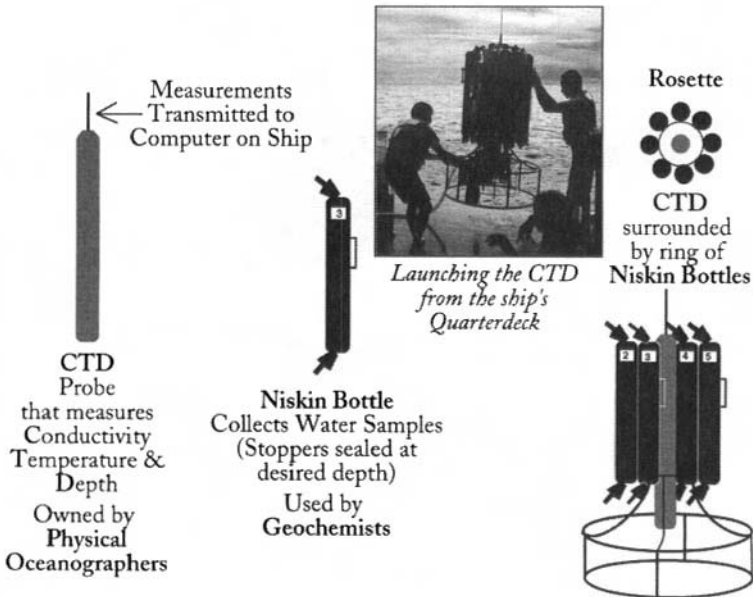 Measurements
Transmitted to
Computer on Ship
CTD
Probe
that measures
Conductivity
Temperature &
Depth
Owned by
Physical
Oceanographers
3
Niskin Bottle
Collects Water Samples
(Stoppers sealed at
desired depth)
Used by
Geochemists
Launching the CTD
from the ship's
Quarterdeck
Rosette
CTD
surrounded
by ring of
Niskin Bottles
2 3 4 5